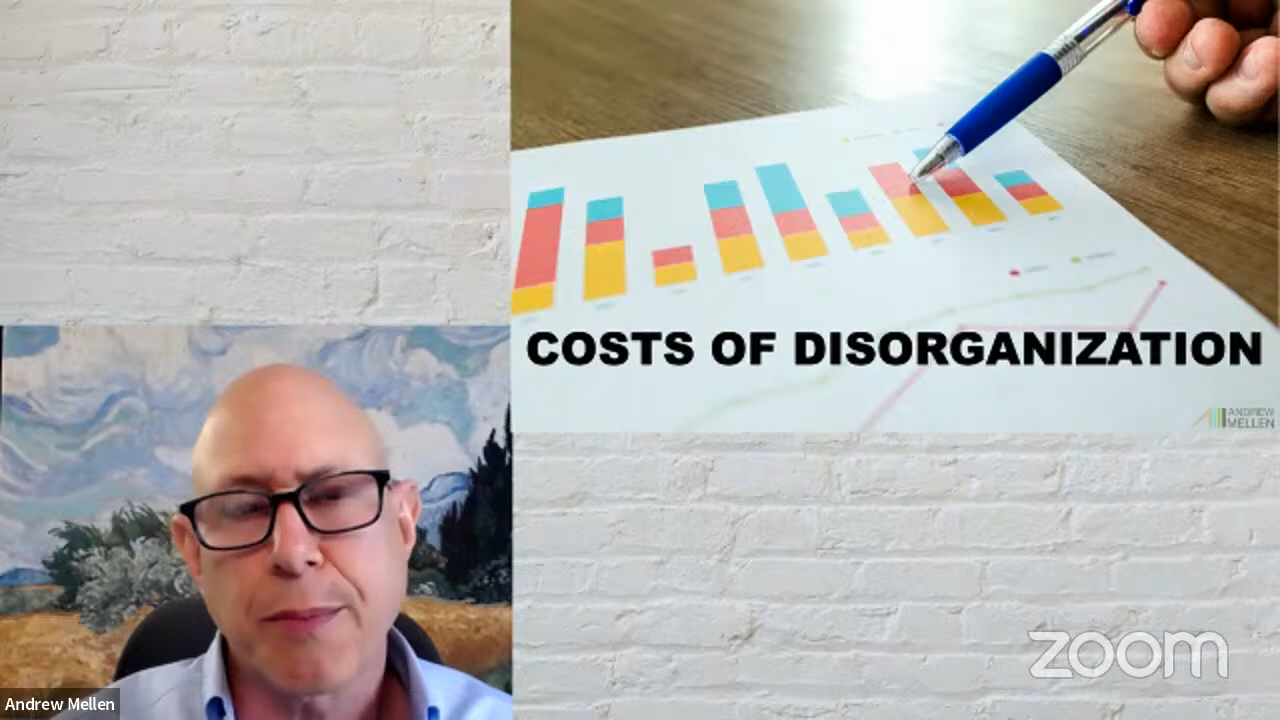 COSTS OF DISORGANIZATION
ANDREW
MELLEN
zoom
Andrew Mellen